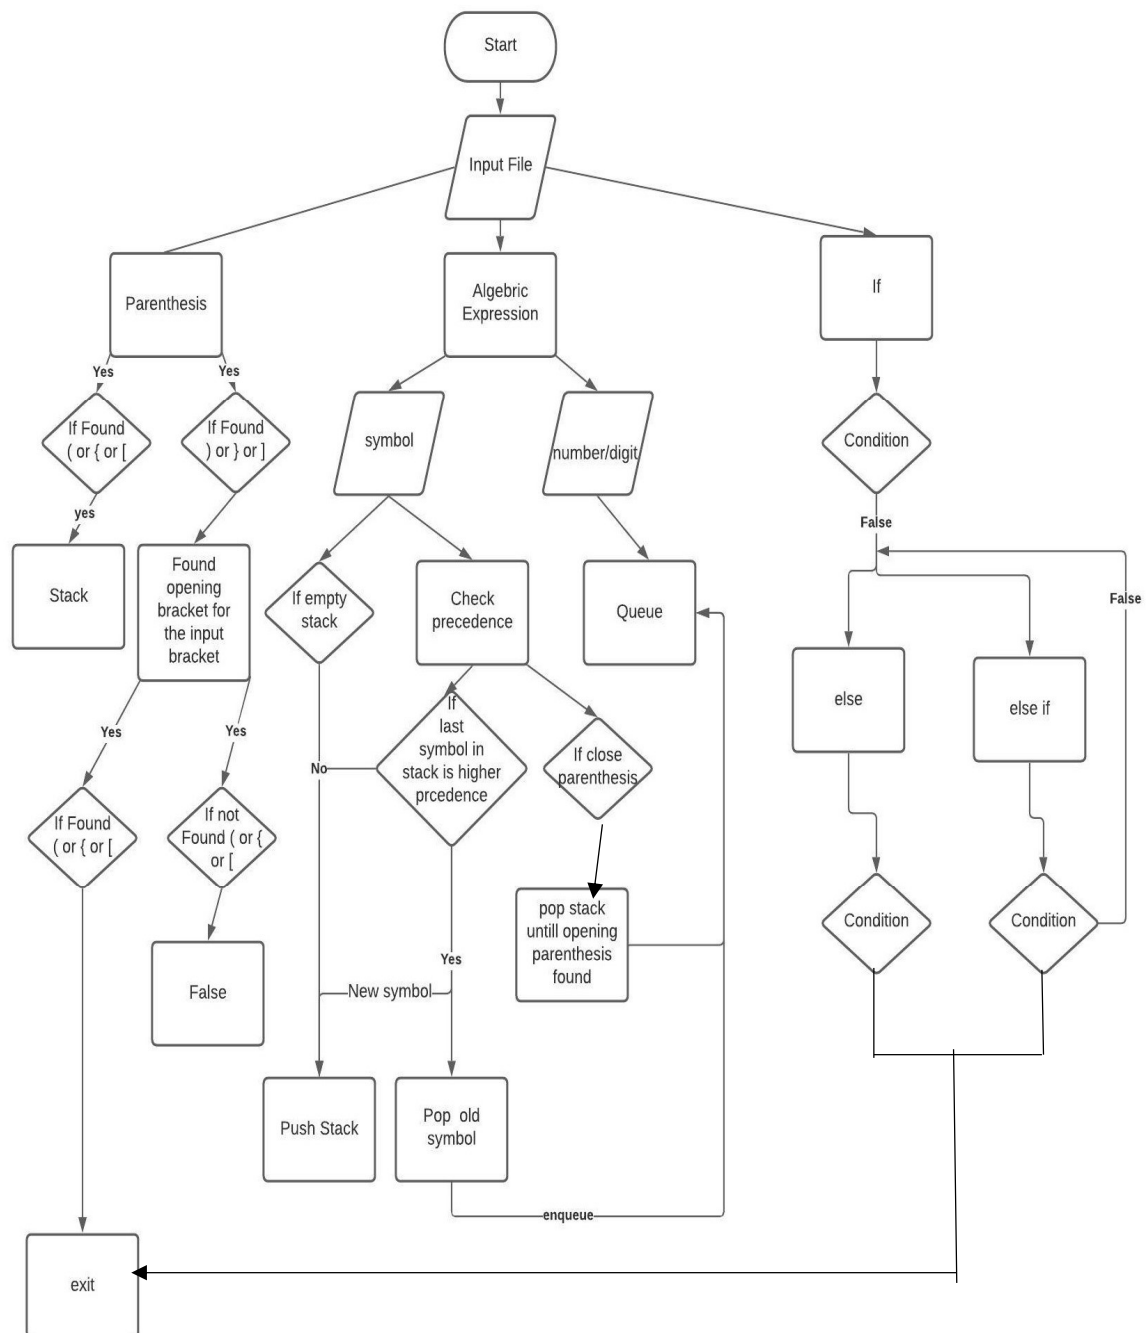 Start
Input File
Parenthesis
Algebric
Expression
If
Yes
Yes
If Found
( or { or [
If Found
) or } or ]
symbol
number/digit
Condition
yes
False
Stack
Found
opening
bracket for
the input
bracket
If empty
stack
Check
precedence
Queue
False
else
else if
Yes
Yes
If
last
symbol in
stack is higher
prcedence
If close
parenthesis
No
If Found
( or { or [
If not
Found ( or {
or [
Condition
Condition
pop stack
untill opening
parenthesis
found
Yes
False
New symbol
Push Stack
Pop old
symbol
enqueue
exit